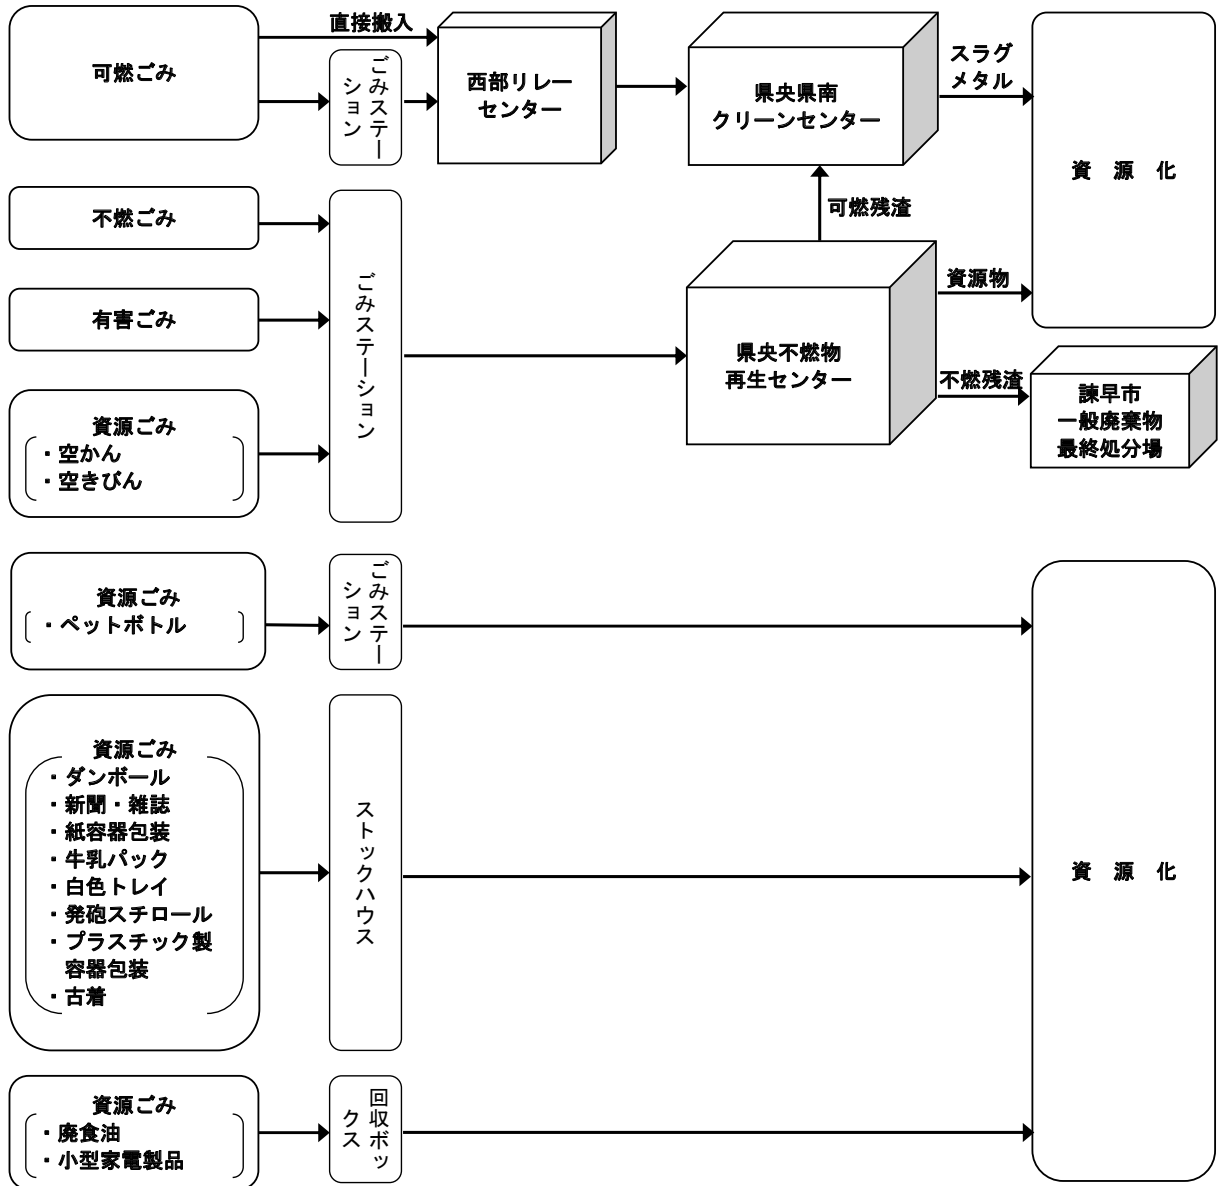 可燃ごみ
直接搬入
ごみステー
ション
西部リレー
センター
県央県南
クリーンセンター
スラグ
メタル
資 源 化
不燃ごみ
有害ごみ
資源ごみ
・空かん
・空きびん
ごみステーション
可燃残渣
県央不燃物
再生センター
資源物
不燃残渣
諫早市
一般廃棄物
最終処分場
資源ごみ
・ペットボトル
ごみステー
ション
資源ごみ
・ダンボール
・新聞・雑誌
・紙容器包装
・牛乳パック
・白色トレイ
・発砲スチロール
・プラスチック製
容器包装
・古着
ストックハウス
資 源 化
資源ごみ
・廃食油
・小型家電製品
回収ボッ
クス